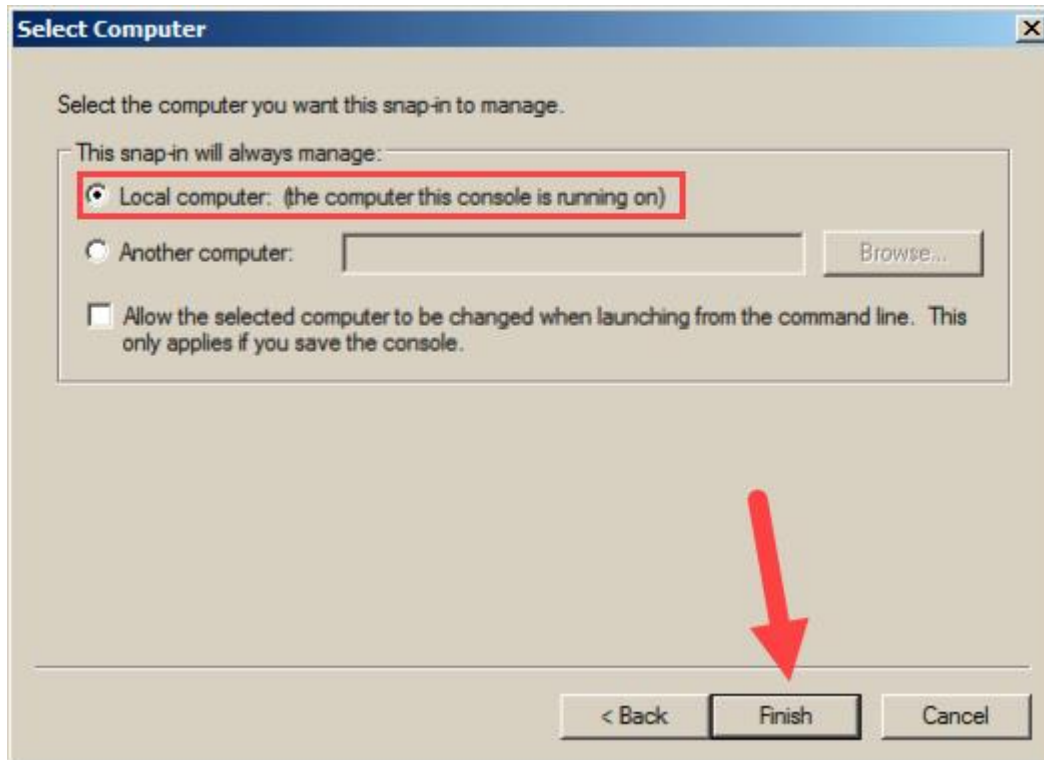 Select Computer
Select the computer you want this snap-in to manage.
This snap-in will always manage:
Local computer: (the computer this console is running on)
Another computer:
Browse...
Allow the selected computer to be changed when launching from the command line. This
only applies if you save the console.
< Back
Finish
Cancel